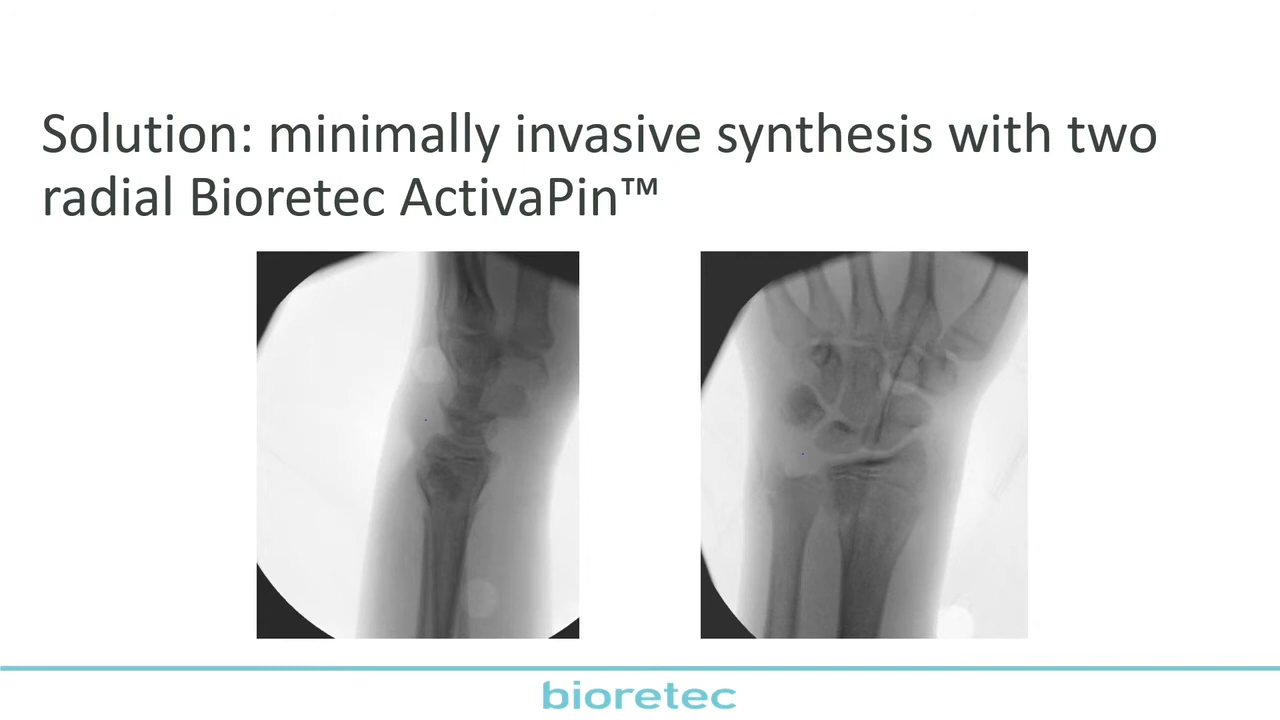 Solution: minimally invasive synthesis with two
radial Bioretec ActivaPin™
bioretec